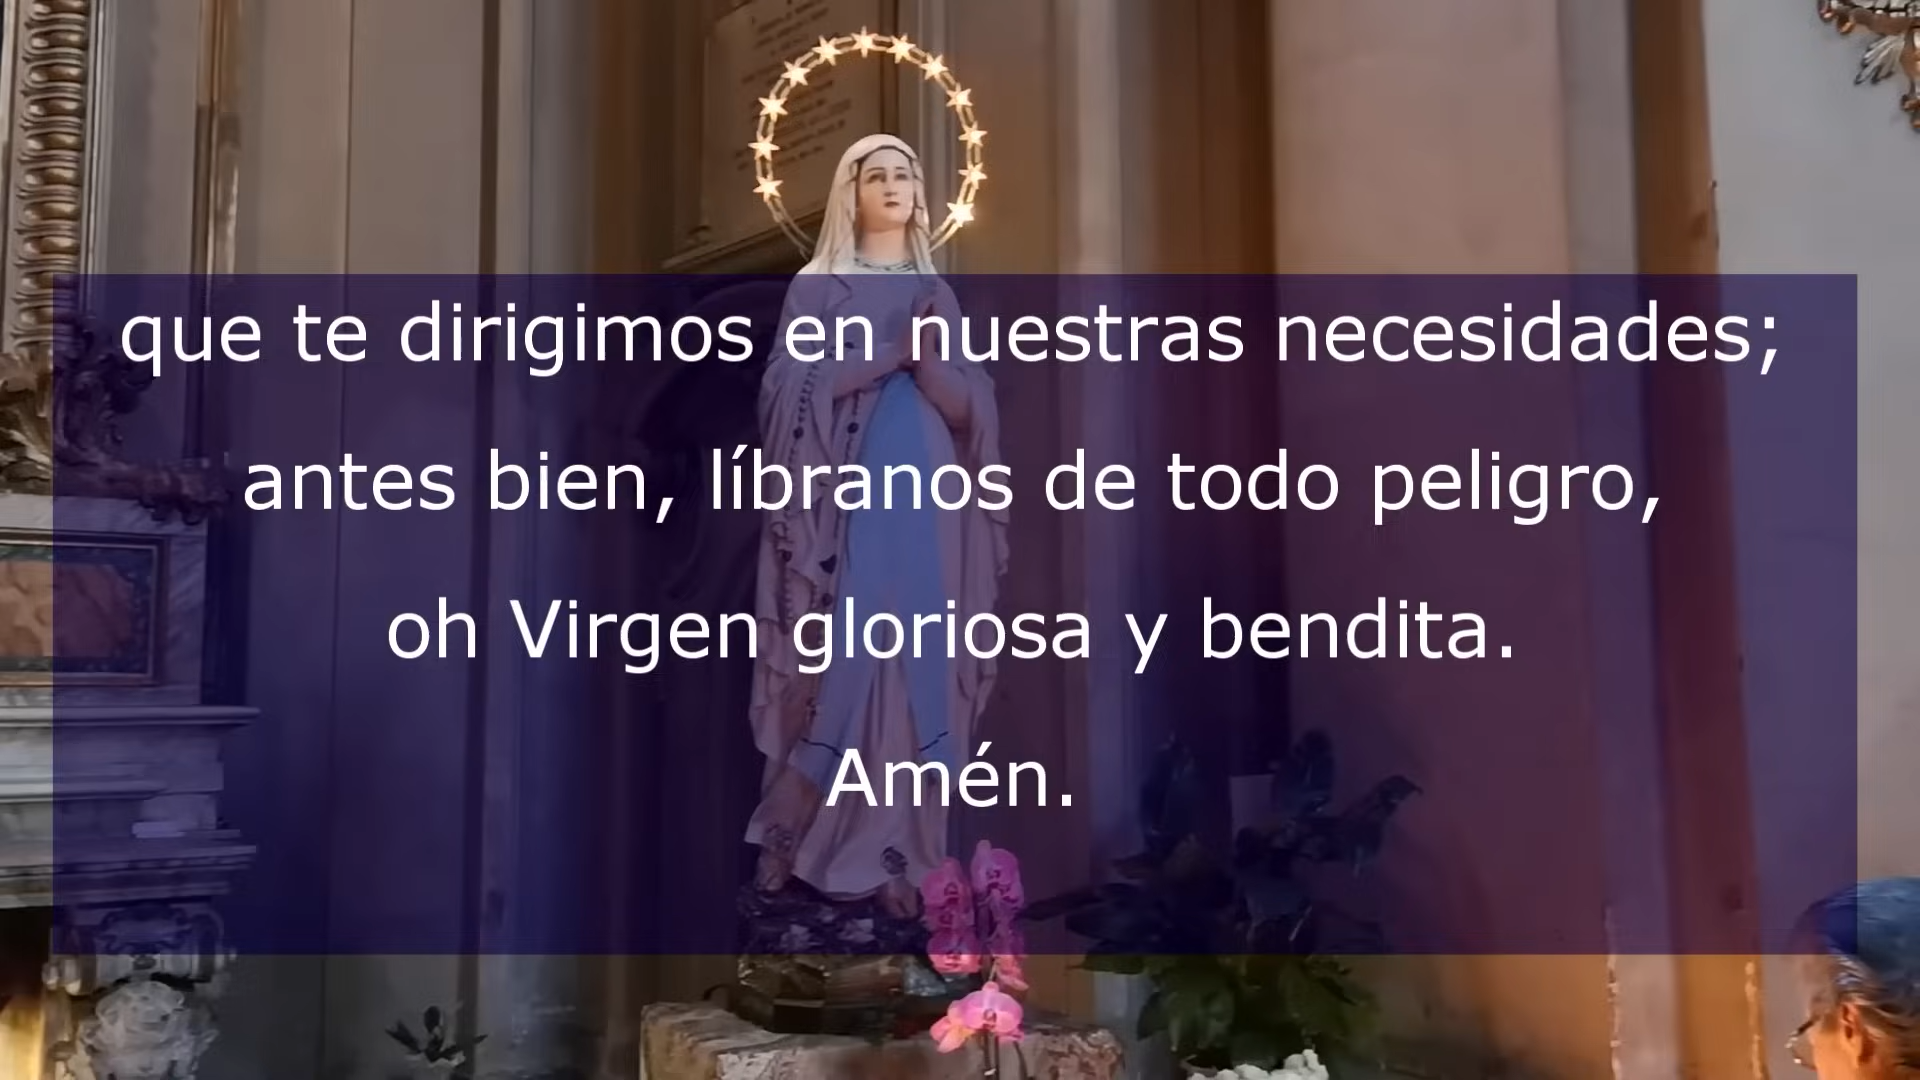 que te dirigimos en nuestras necesidades;
antes bien, líbranos de todo peligro,
oh Virgen gloriosa y bendita.
Amén.